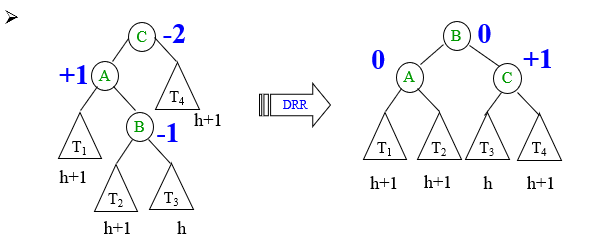 C -2
B 0
+1 A
0 A
C +1
T4
h+1
DRR
B -1
T1
h+1
T2
h+1
T3
h
T1
h+1
T2
h+1
T3
h
T4
h+1